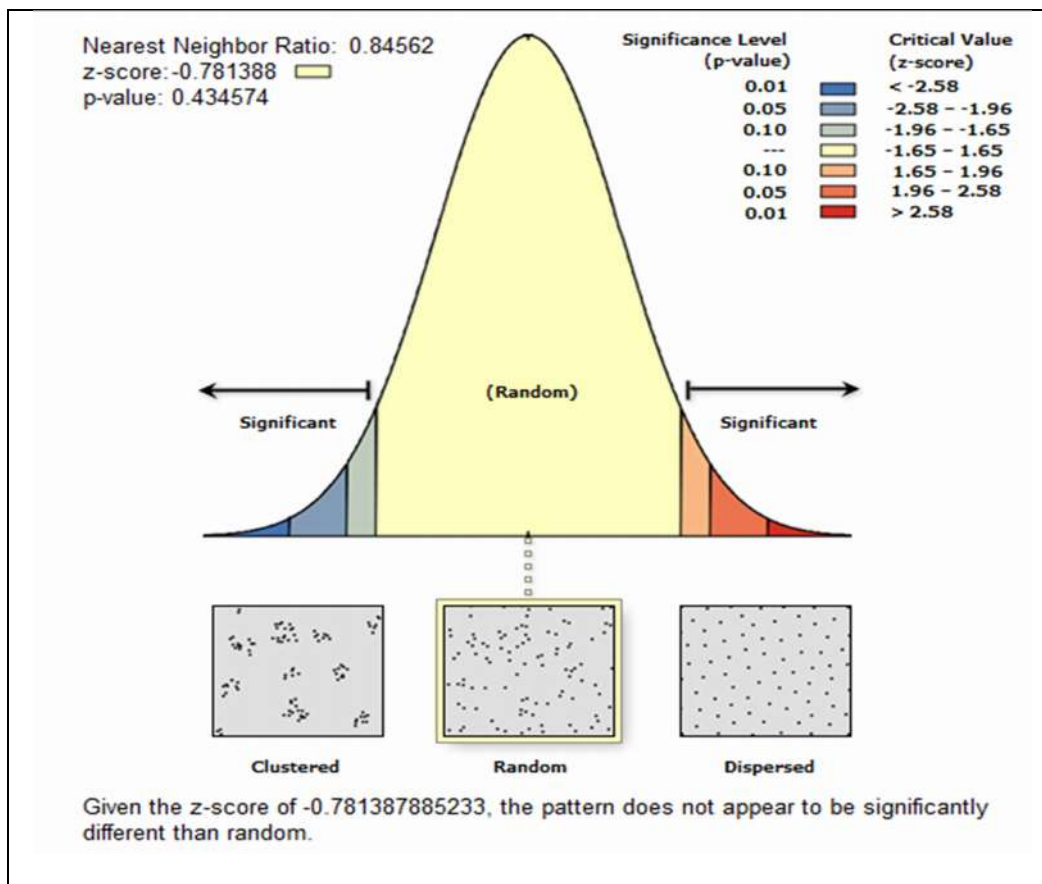 Nearest Neighbor Ratio: 0.84562
z-score: -0.781388
p-value: 0.434574
Significance Level
(p-value)
Critical Value
(z-score)
0.01 < -2.58
0.05 -2.58 – -1.96
0.10 -1.96 – -1.65
--- -1.65 – 1.65
0.10 1.65 – 1.96
0.05 1.96 – 2.58
0.01 > 2.58
(Random)
Significant
Significant
Clustered
Random
Dispersed
Given the z-score of -0.781387885233, the pattern does not appear to be significantly
different than random.